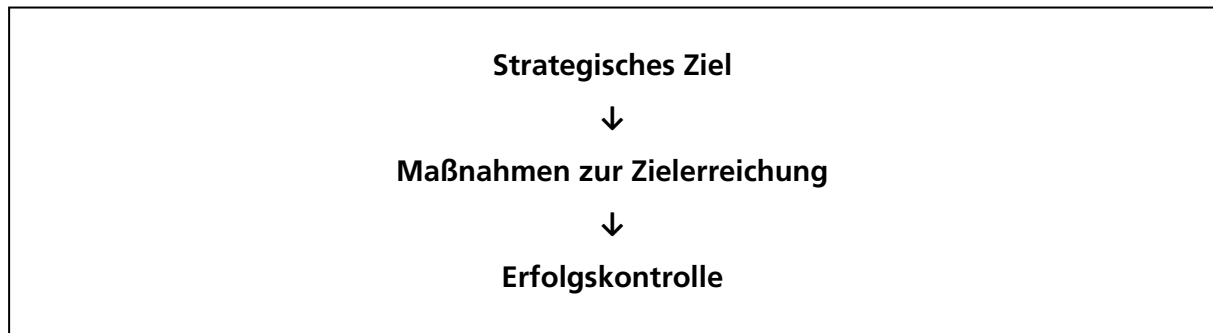 Strategisches Ziel
↓
Maßnahmen zur Zielerreichung
↓
Erfolgskontrolle